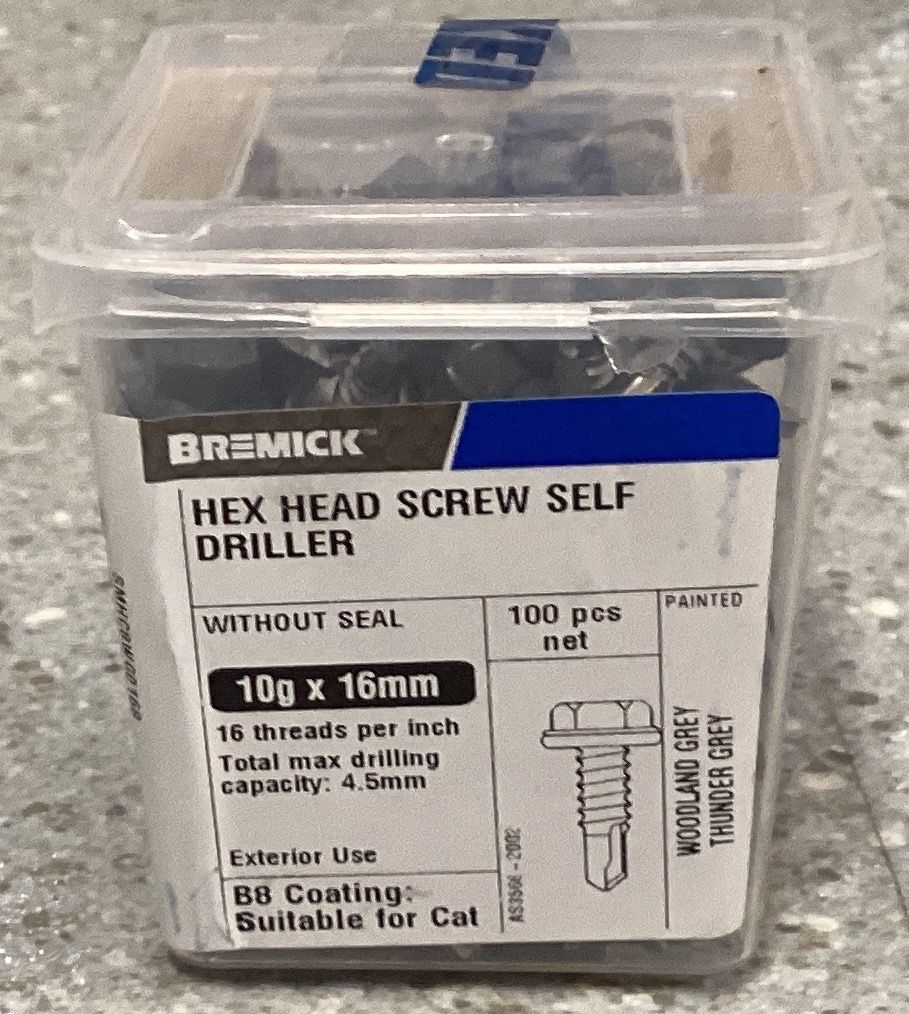 BREMICK™
HEX HEAD SCREW SELF
DRILLER
WITHOUT SEAL
10g x 16mm
16 threads per inch
Total max drilling
capacity: 4.5mm
Exterior Use
B8 Coating:
Suitable for Cat
100 pcs
net
PAINTED
WOODLAND GREY
THUNDER GREY